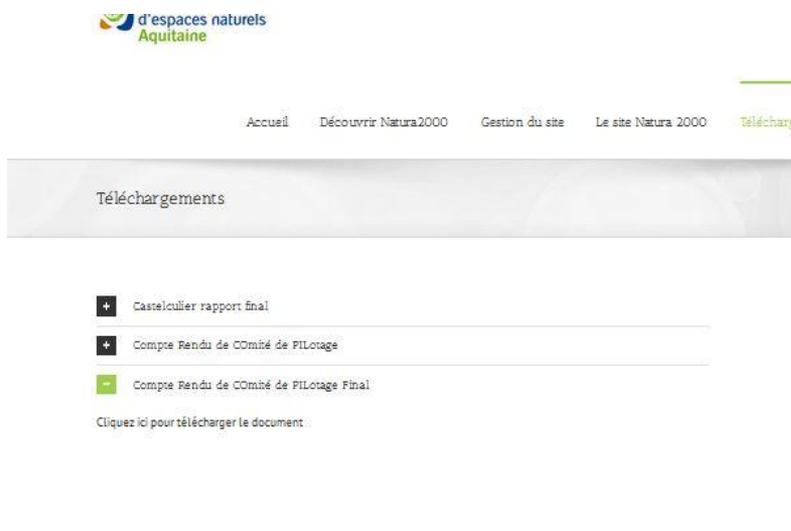 d'espaces naturels
Aquitaine
Accueil Découvrir Natura2000 Gestion du site Le site Natura 2000
Téléchargements
Castelculier rapport final
Compte Rendu de COmité de PILotage
Compte Rendu de COmité de PILotage Final
Cliquez ici pour télécharger le document